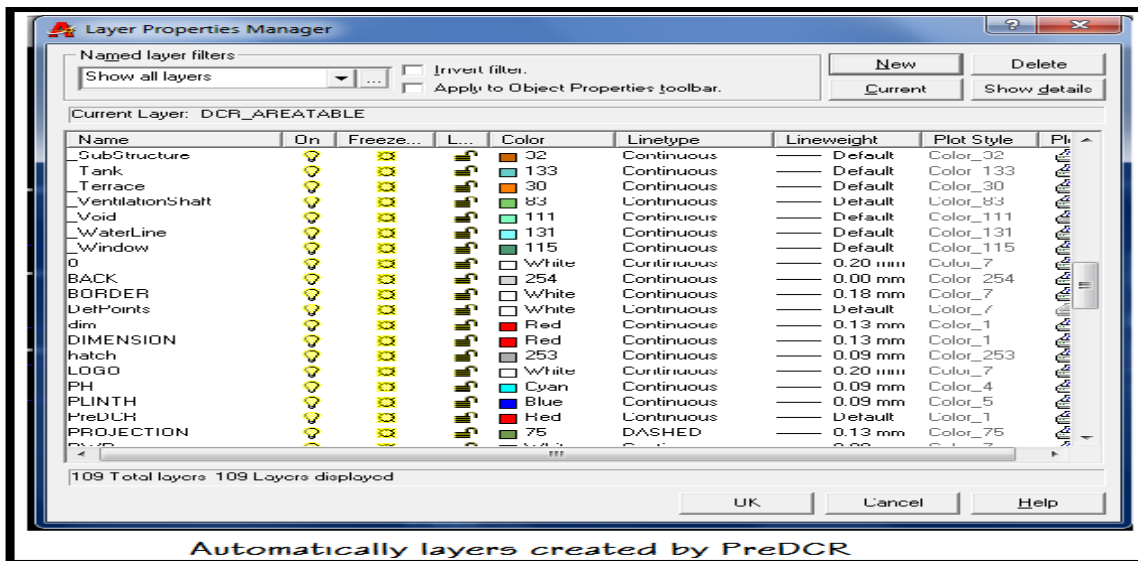 Layer Properties Manager
Named layer filters
Show all layers
...
Invert filter.
Apply to Object Properties toolbar.
New
Delete
Current
Show details
Current Layer: DCR_AREATABLE
Name On Freeze... L... Color Linetype Lineweight Plot Style
_SubStructure 32 Continuous Default Color_32
_Tank 133 Continuous Default Color_133
_Terrace 30 Continuous Default Color_30
_VentilationShaft 83 Continuous Default Color_83
_Void 111 Continuous Default Color_111
_WaterLine 131 Continuous Default Color_131
_Window 115 Continuous Default Color_115
0 White Continuous 0.20 mm Color_7
BACK 254 Continuous 0.00 mm Color_254
BORDER White Continuous 0.18 mm Color_7
DefPoints White Continuous Default Color_7
dim Red Continuous 0.13 mm Color_1
DIMENSION Red Continuous 0.13 mm Color_1
hatch 253 Continuous 0.09 mm Color_253
LOGO White Continuous 0.20 mm Color_7
PH Cyan Continuous 0.09 mm Color_4
PLINTH Blue Continuous 0.09 mm Color_5
PreDCR Red Continuous Default Color_1
PROJECTION 75 DASHED 0.13 mm Color_75
109 Total layers 109 Layers displayed
OK
Cancel
Help
Automatically layers created by PreDCR